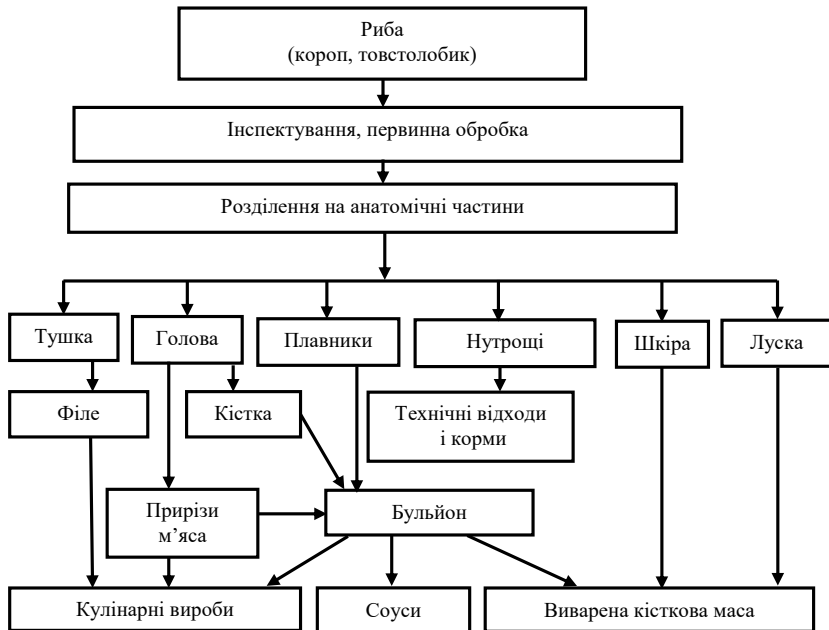 Риба
(короп, товстолобик)
Інспектування, первинна обробка
Розділення на анатомічні частини
Тушка
Голова
Плавники
Нутрощі
Шкіра
Луска
Філе
Кістка
Технічні відходи
і корми
Прирізи
м’яса
Бульйон
Кулінарні вироби
Соуси
Виварена кісткова маса